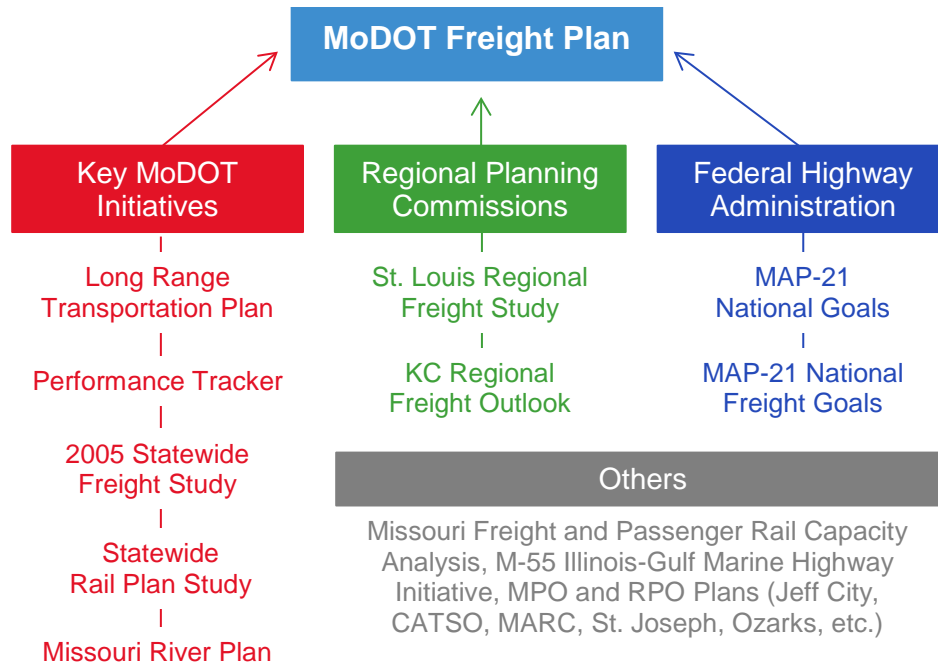 MoDOT Freight Plan
Key MoDOT
Initiatives
Long Range
Transportation Plan
Performance Tracker
2005 Statewide
Freight Study
Statewide
Rail Plan Study
Missouri River Plan
Regional Planning
Commissions
St. Louis Regional
Freight Study
KC Regional
Freight Outlook
Federal Highway
Administration
MAP-21
National Goals
MAP-21 National
Freight Goals
Others
Missouri Freight and Passenger Rail Capacity
Analysis, M-55 Illinois-Gulf Marine Highway
Initiative, MPO and RPO Plans (Jeff City,
CATSO, MARC, St. Joseph, Ozarks, etc.)